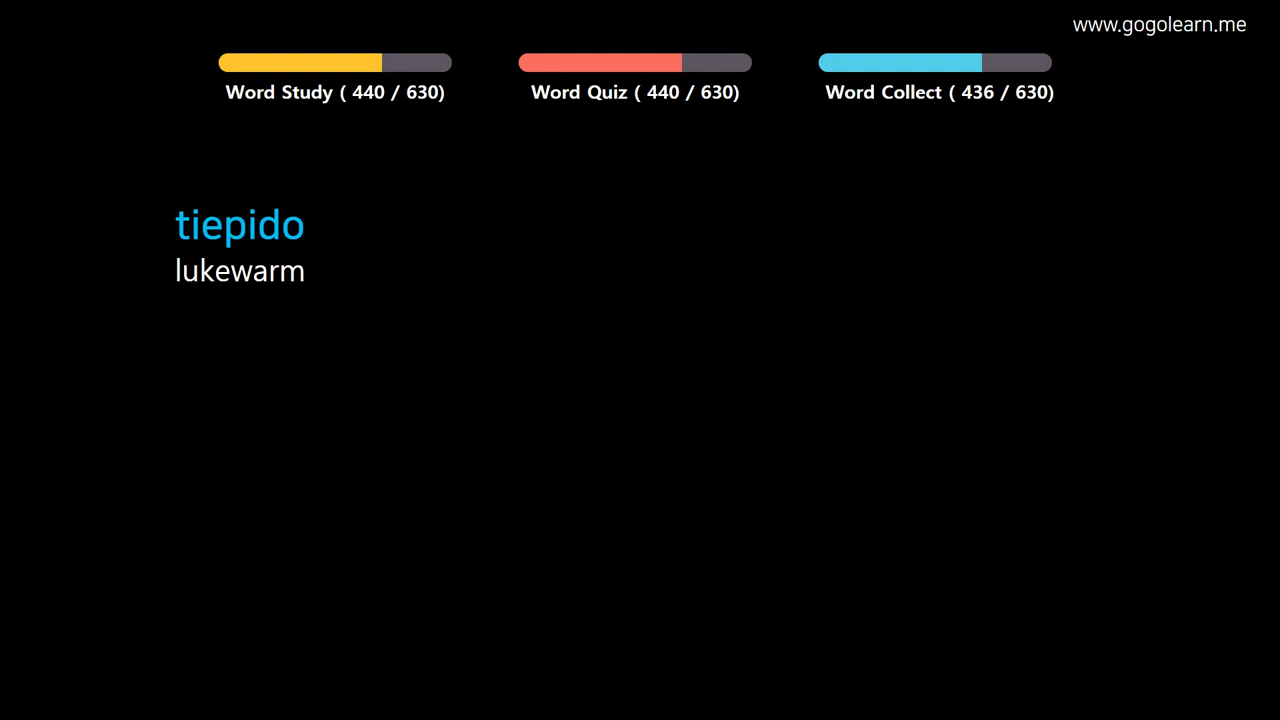 www.gogolearn.me
Word Study ( 440 / 630)
Word Quiz ( 440 / 630)
Word Collect ( 436 / 630)
tiepido
lukewarm